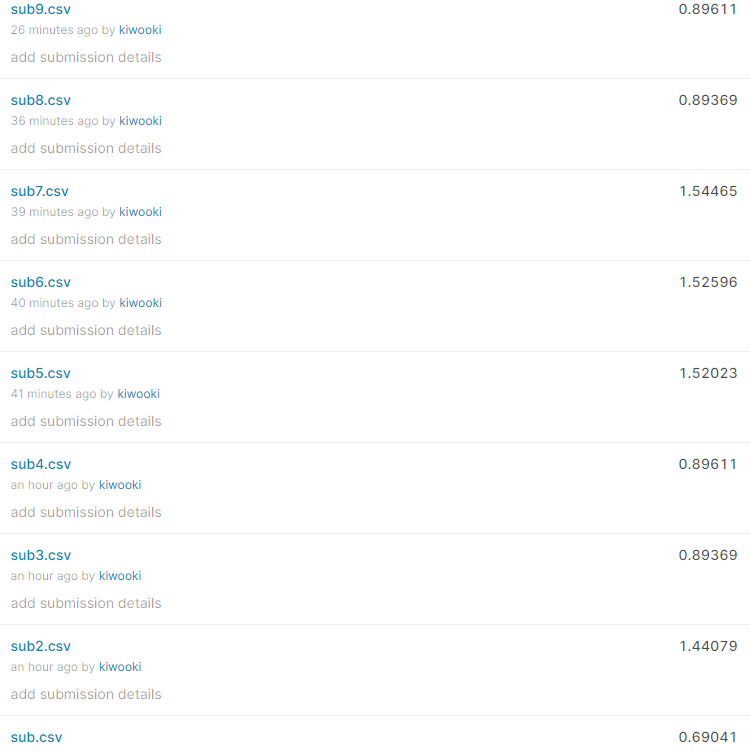 sub9.csv 0.89611
26 minutes ago by kiwooki
add submission details
sub8.csv 0.89369
36 minutes ago by kiwooki
add submission details
sub7.csv 1.54465
39 minutes ago by kiwooki
add submission details
sub6.csv 1.52596
40 minutes ago by kiwooki
add submission details
sub5.csv 1.52023
41 minutes ago by kiwooki
add submission details
sub4.csv 0.89611
an hour ago by kiwooki
add submission details
sub3.csv 0.89369
an hour ago by kiwooki
add submission details
sub2.csv 1.44079
an hour ago by kiwooki
add submission details
sub.csv 0.69041